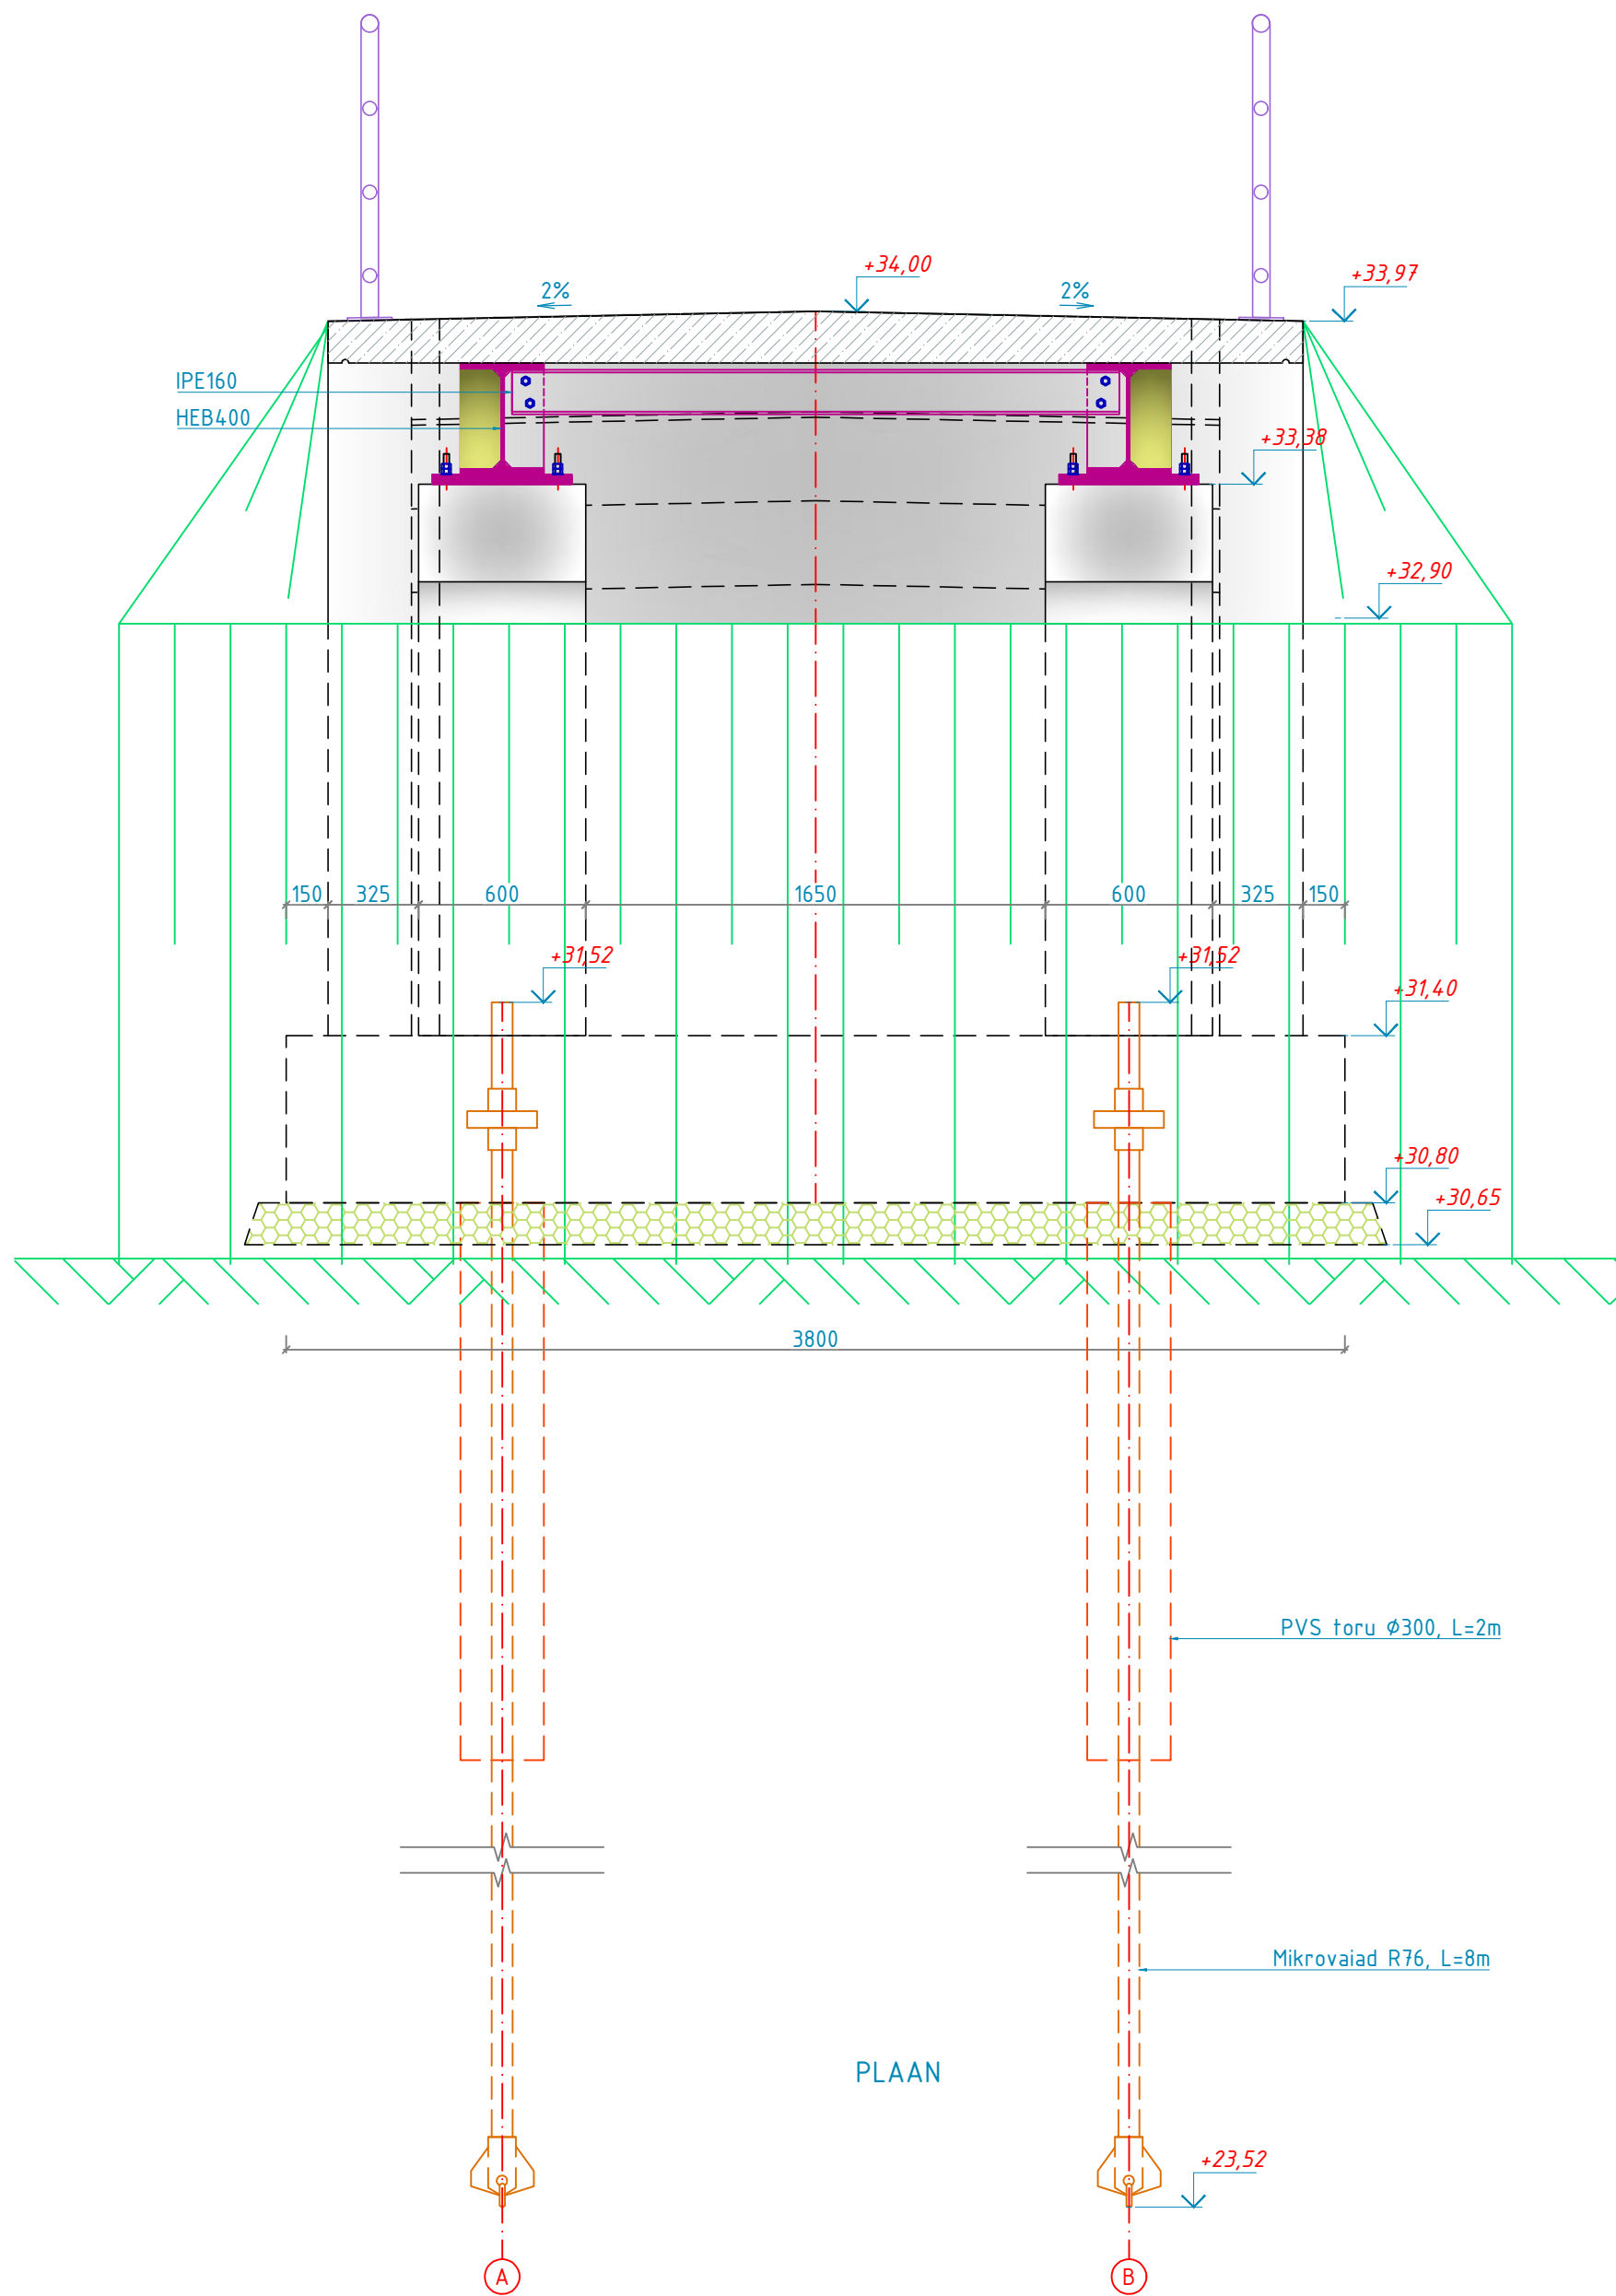 +34,00
+33,97
2%
2%
IPE160
HEB400
+33,38
+32,90
150 325 600 1650 600 325 150
+31,52
+31,52
+31,40
+30,80
+30,65
3800
PVS toru Ø300, L=2m
Mikrovaiad R76, L=8m
PLAAN
+23,52
A
B